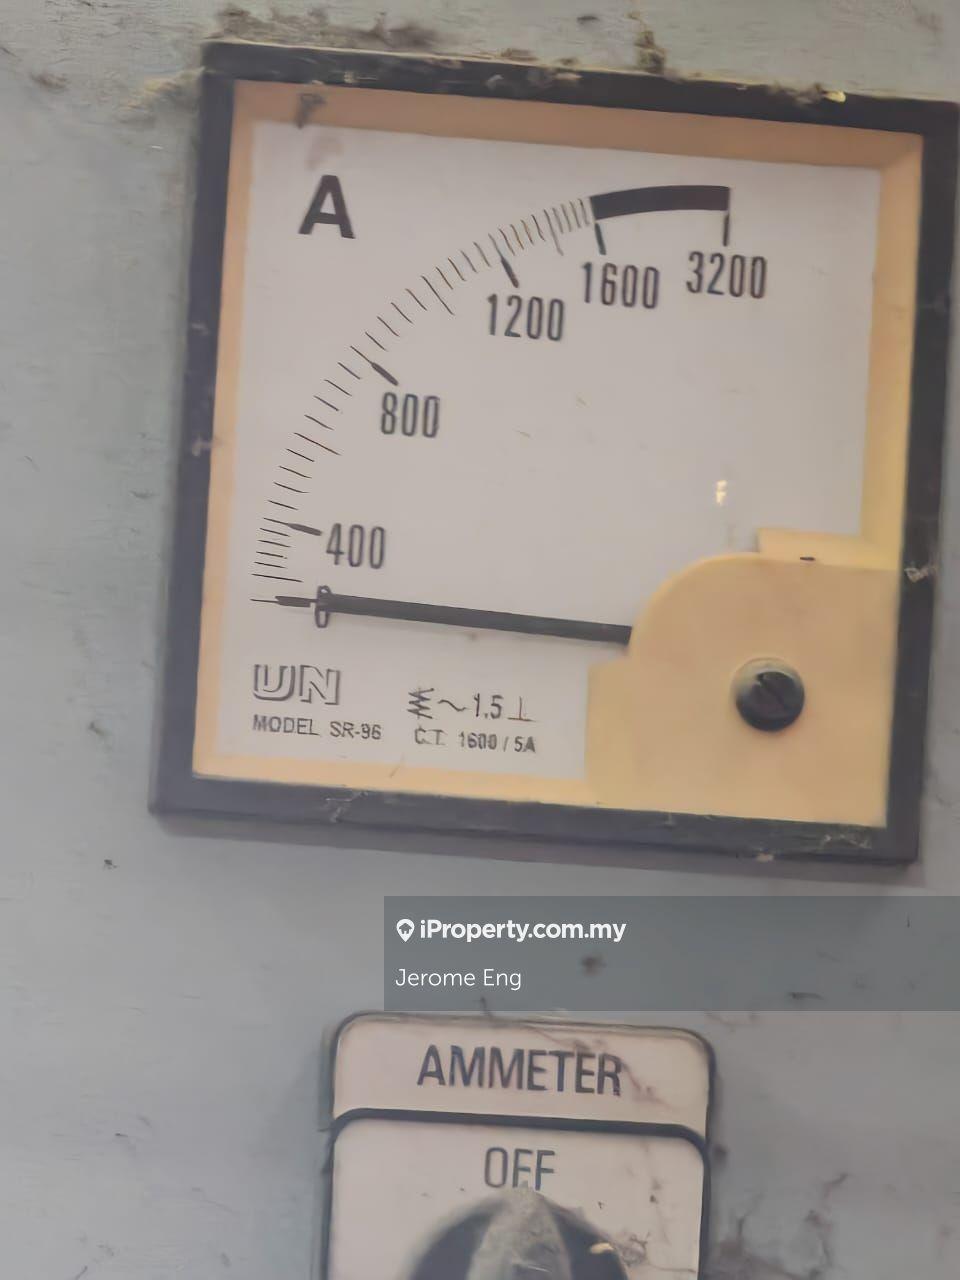 A
3200
1600
1200
800
400
0
UN
1.5
MODEL SR-96
C.T. 1600 / 5A
iProperty.com.my
Jerome Eng
AMMETER
OFF